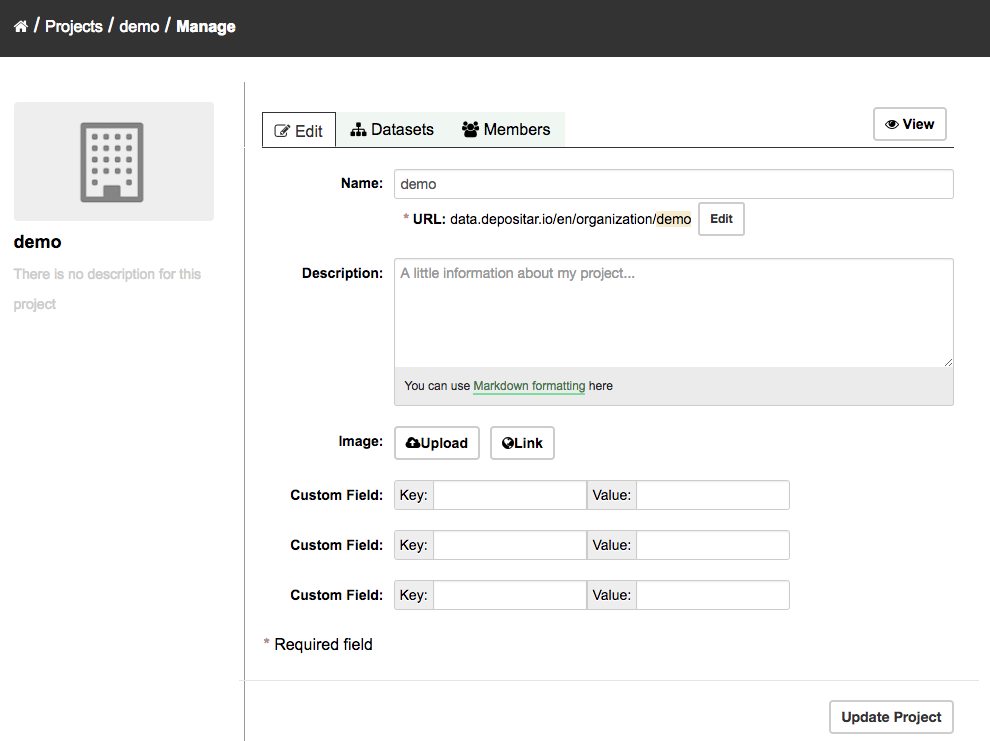 / Projects / demo / Manage
demo
There is no description for this
project
Edit Datasets Members
View
Name: demo
* URL: data.depositar.io/en/organization/demo Edit
Description: A little information about my project...
You can use Markdown formatting here
Image: Upload Link
Custom Field: Key: Value:
Custom Field: Key: Value:
Custom Field: Key: Value:
* Required field
Update Project